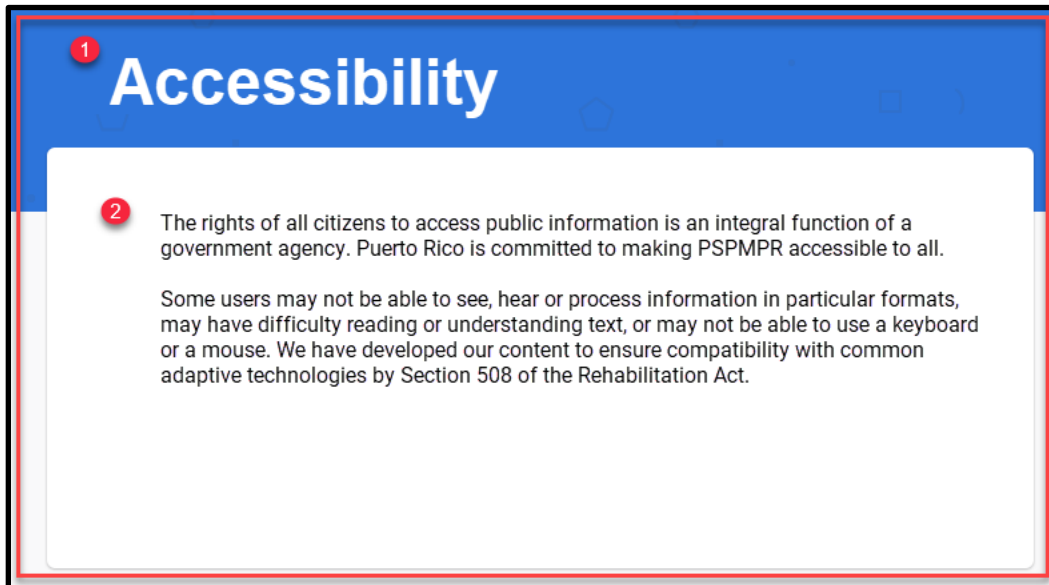 1
Accessibility
2
The rights of all citizens to access public information is an integral function of a
government agency. Puerto Rico is committed to making PSPMPR accessible to all.
Some users may not be able to see, hear or process information in particular formats,
may have difficulty reading or understanding text, or may not be able to use a keyboard
or a mouse. We have developed our content to ensure compatibility with common
adaptive technologies by Section 508 of the Rehabilitation Act.